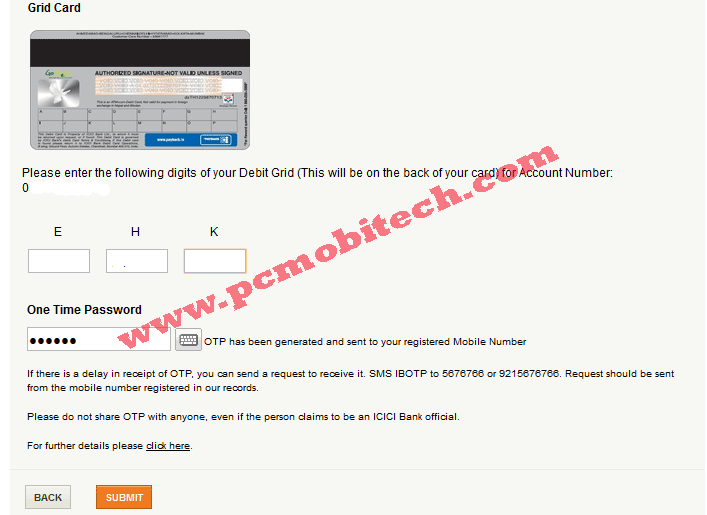 Grid Card
AUTHORIZED SIGNATURE-NOT VALID UNLESS SIGNED
A B C D E F G H
I J K L M N O P
www.payback.in
Please enter the following digits of your Debit Grid (This will be on the back of your card) for Account Number:
0
E H K
www.pcmobitech.com
One Time Password
●●●●●●
OTP has been generated and sent to your registered Mobile Number
If there is a delay in receipt of OTP, you can send a request to receive it. SMS IBOTP to 5676766 or 9215676766. Request should be sent
from the mobile number registered in our records.
Please do not share OTP with anyone, even if the person claims to be an ICICI Bank official.
For further details please click here.
BACK SUBMIT